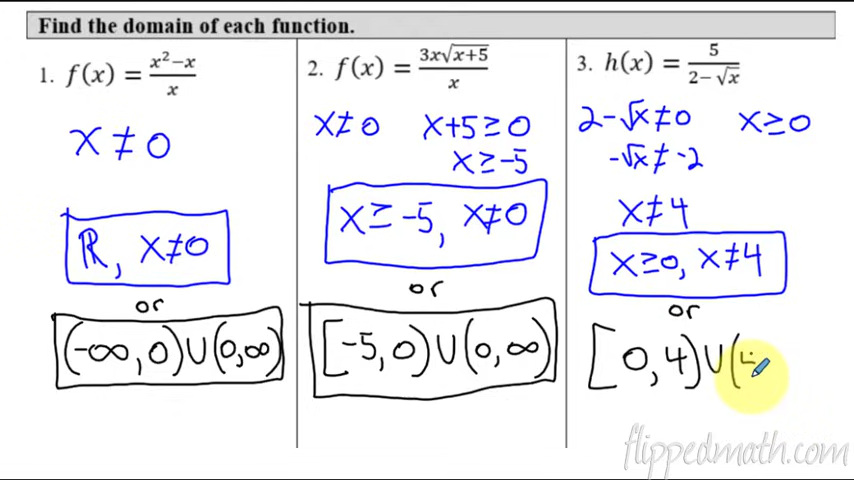 Find the domain of each function.
1. f(x) = x²−x / x
x ≠ 0
ℝ, x≠0
or
(-∞, 0)∪(0,∞)
2. f(x) = 3x√x+5 / x
x≠0 x+5≥0
x≥-5
x≥-5, x≠0
or
[-5, 0)∪(0, ∞)
3. h(x) = 5 / 2−√x
2-√x≠0 x≥0
-√x≠-2
x≠4
x≥0, x≠4
or
[0, 4)∪(4
flippedmath.com